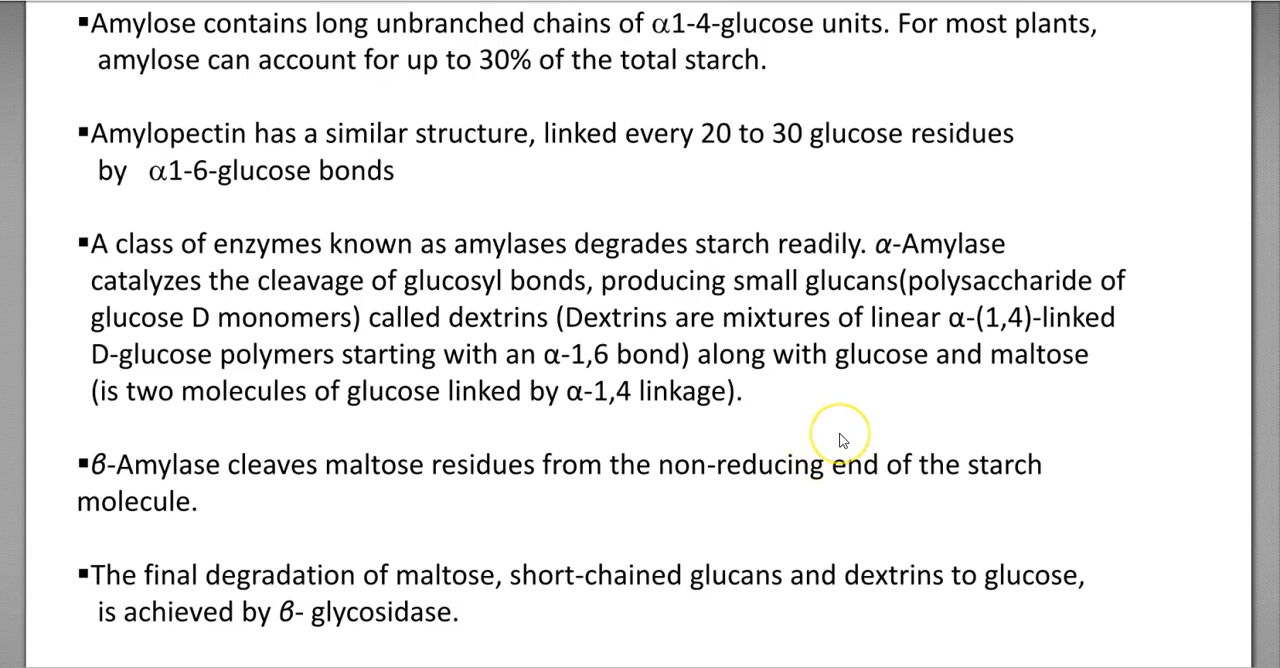 ▪Amylose contains long unbranched chains of α1-4-glucose units. For most plants,
amylose can account for up to 30% of the total starch.
▪Amylopectin has a similar structure, linked every 20 to 30 glucose residues
by α1-6-glucose bonds
▪A class of enzymes known as amylases degrades starch readily. α-Amylase
catalyzes the cleavage of glucosyl bonds, producing small glucans(polysaccharide of
glucose D monomers) called dextrins (Dextrins are mixtures of linear α-(1,4)-linked
D-glucose polymers starting with an α-1,6 bond) along with glucose and maltose
(is two molecules of glucose linked by α-1,4 linkage).
▪β-Amylase cleaves maltose residues from the non-reducing end of the starch
molecule.
▪The final degradation of maltose, short-chained glucans and dextrins to glucose,
is achieved by β- glycosidase.